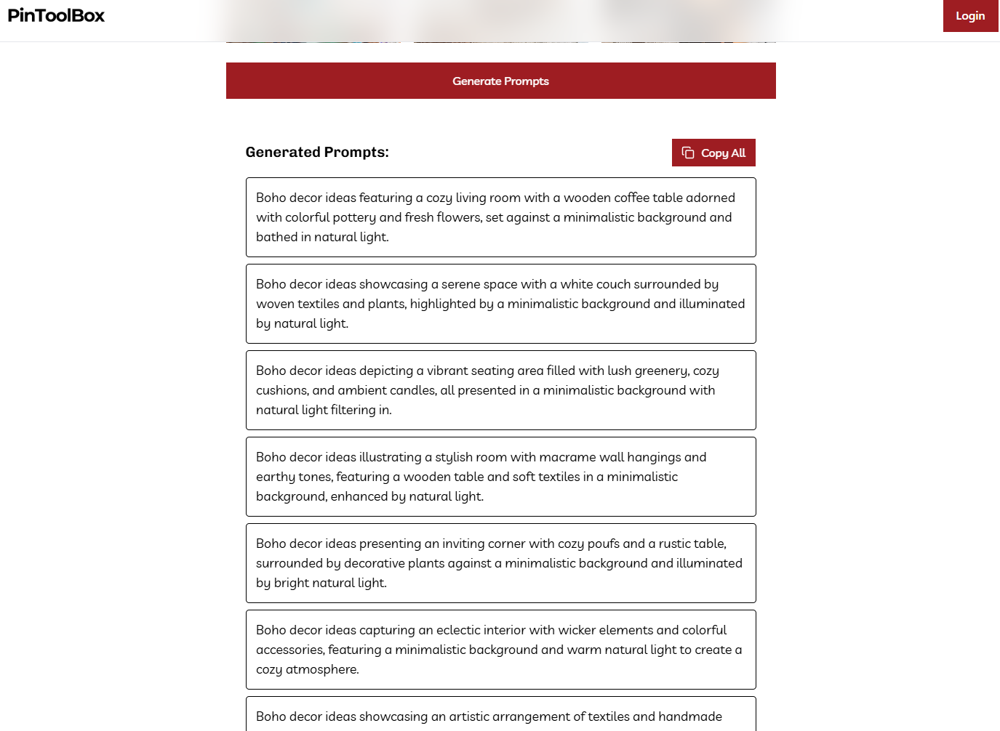 PinToolBox
Login
Generate Prompts
Generated Prompts:
Copy All
Boho decor ideas featuring a cozy living room with a wooden coffee table adorned
with colorful pottery and fresh flowers, set against a minimalistic background and
bathed in natural light.
Boho decor ideas showcasing a serene space with a white couch surrounded by
woven textiles and plants, highlighted by a minimalistic background and illuminated
by natural light.
Boho decor ideas depicting a vibrant seating area filled with lush greenery, cozy
cushions, and ambient candles, all presented in a minimalistic background with
natural light filtering in.
Boho decor ideas illustrating a stylish room with macrame wall hangings and
earthy tones, featuring a wooden table and soft textiles in a minimalistic
background, enhanced by natural light.
Boho decor ideas presenting an inviting corner with cozy poufs and a rustic table,
surrounded by decorative plants against a minimalistic background and illuminated
by bright natural light.
Boho decor ideas capturing an eclectic interior with wicker elements and colorful
accessories, featuring a minimalistic background and warm natural light to create a
cozy atmosphere.
Boho decor ideas showcasing an artistic arrangement of textiles and handmade